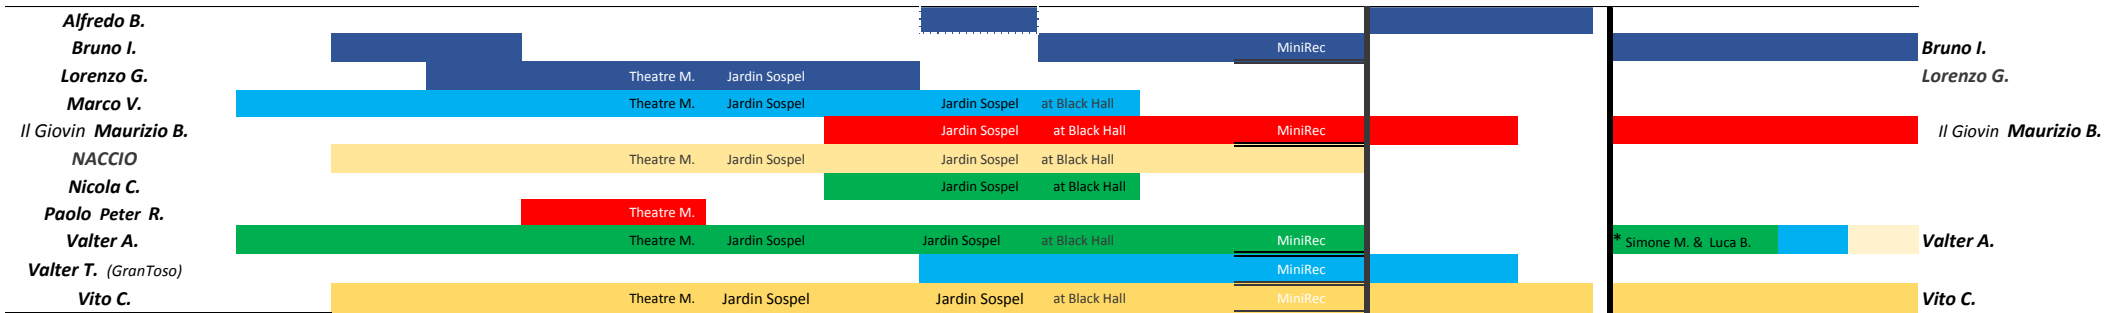 Alfredo B.
Bruno I. MiniRec Bruno I.
Lorenzo G. Theatre M. Jardin Sospel Lorenzo G.
Marco V. Theatre M. Jardin Sospel Jardin Sospel at Black Hall
Il Giovin Maurizio B. Jardin Sospel at Black Hall MiniRec Il Giovin Maurizio B.
NACCIO Theatre M. Jardin Sospel Jardin Sospel at Black Hall
Nicola C. Jardin Sospel at Black Hall
Paolo Peter R. Theatre M.
Valter A. Theatre M. Jardin Sospel Jardin Sospel at Black Hall MiniRec * Simone M. & Luca B. Valter A.
Valter T. (GranToso) MiniRec
Vito C. Theatre M. Jardin Sospel Jardin Sospel at Black Hall MiniRec Vito C.